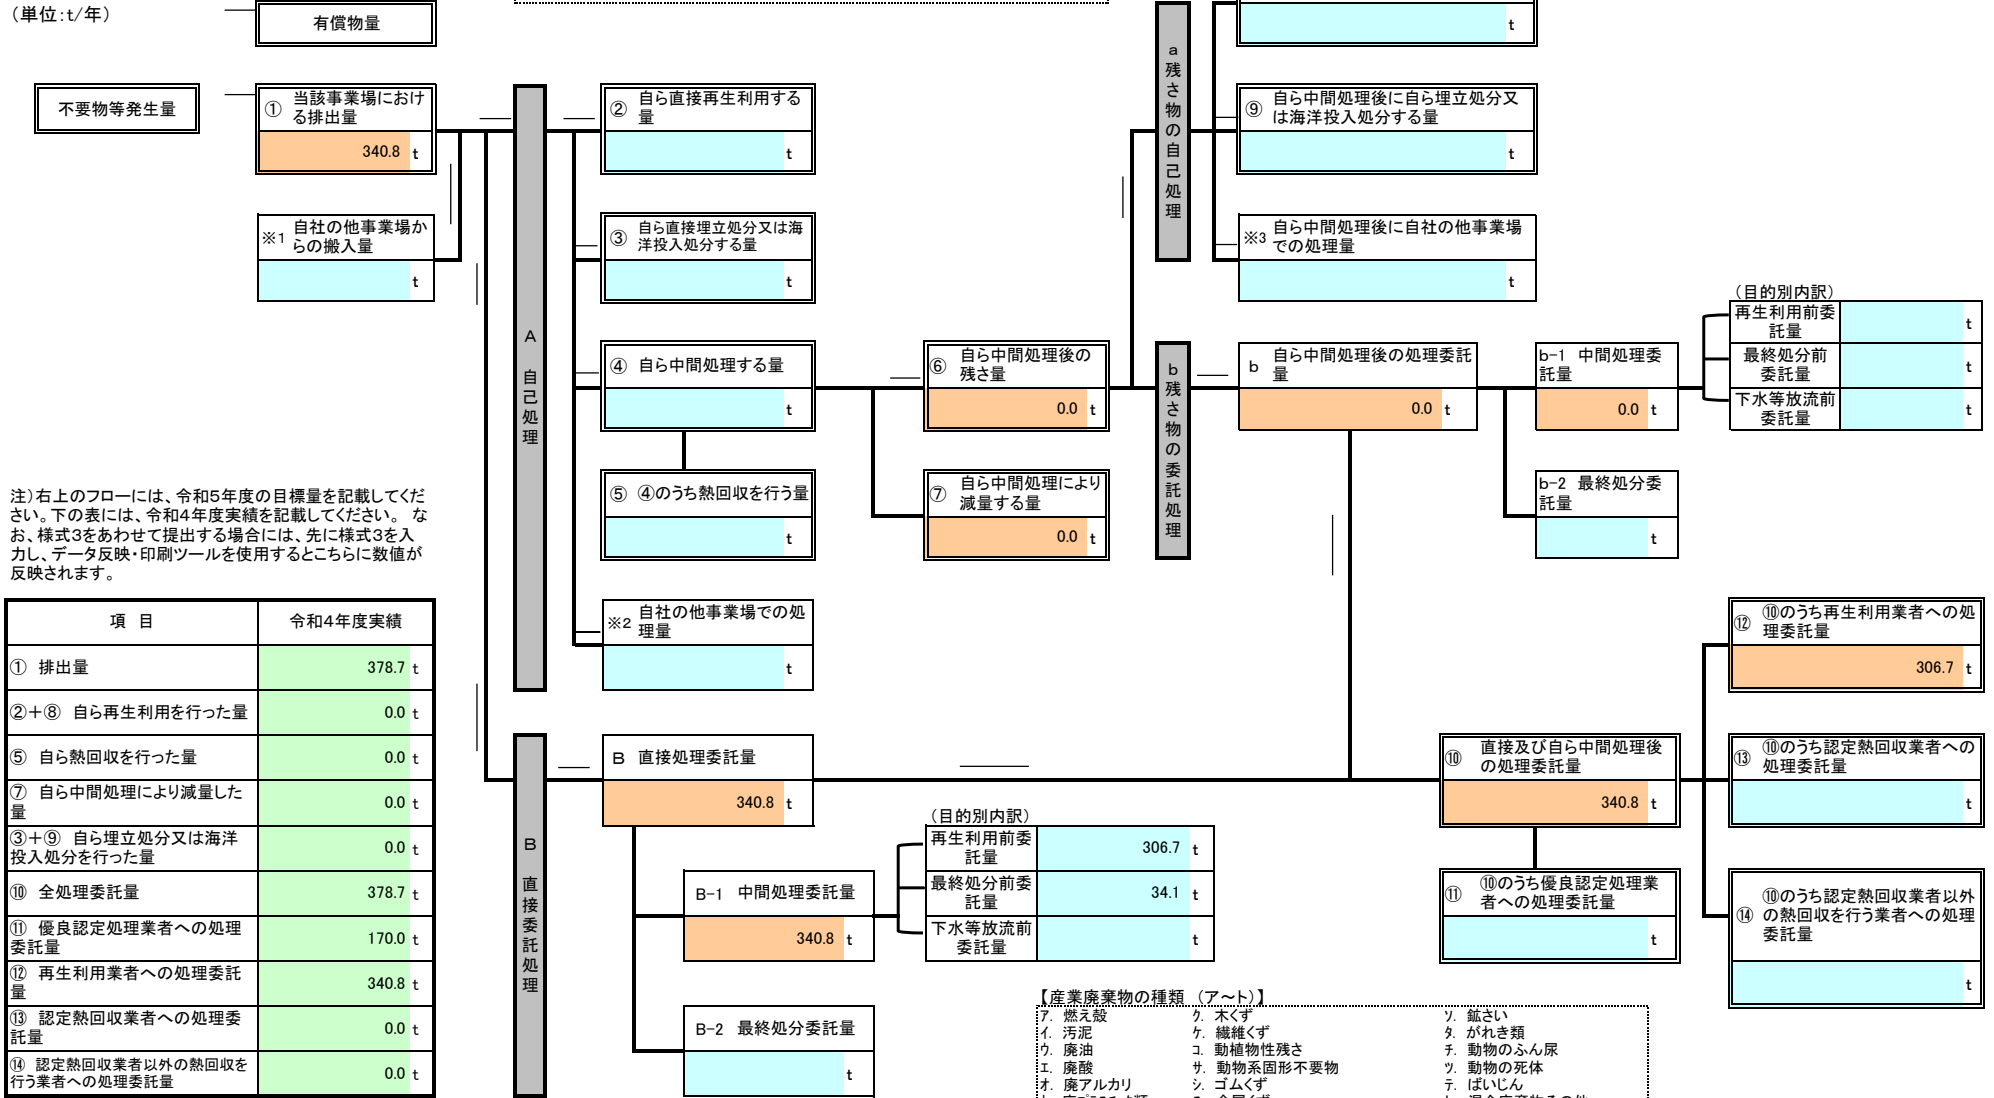 (単位:t/年)
有償物量
t
不要物等発生量
①
当該事業場におけ
る排出量
340.8 t
※1
自社の他事業場か
らの搬入量
t
A 自己処理
②
自ら直接再生利用する
量
t
③
自ら直接埋立処分又は海
洋投入処分する量
t
④ 自ら中間処理する量
t
⑤ ④のうち熱回収を行う量
t
※2
自社の他事業場での処
理量
t
⑥
自ら中間処理後の
残さ量
0.0 t
⑦
自ら中間処理により
減量する量
0.0 t
a 残さ物の自己処理
⑨
自ら中間処理後に自ら埋立処分又
は海洋投入処分する量
t
※3
自ら中間処理後に自社の他事業場
での処理量
t
b 残さ物の委託処理
b
自ら中間処理後の処理委託
量
0.0 t
b-1 中間処理委
託量
0.0 t
b-2 最終処分委
託量
t
(目的別内訳)
再生利用前委
託量
t
最終処分前
委託量
t
下水等放流前
委託量
t
注)右上のフローには、令和5年度の目標量を記載してくだ
さい。下の表には、令和4年度実績を記載してください。 な
お、様式3をあわせて提出する場合には、先に様式3を入
力し、データ反映・印刷ツールを使用するとこちらに数値が
反映されます。
項 目 令和4年度実績
① 排出量 378.7 t
②+⑧ 自ら再生利用を行った量 0.0 t
⑤ 自ら熱回収を行った量 0.0 t
⑦ 自ら中間処理により減量した
量 0.0 t
③+⑨ 自ら埋立処分又は海洋
投入処分を行った量 0.0 t
⑩ 全処理委託量 378.7 t
⑪ 優良認定処理業者への処理
委託量 170.0 t
⑫ 再生利用業者への処理委託
量 340.8 t
⑬ 認定熱回収業者への処理委
託量 0.0 t
⑭ 認定熱回収業者以外の熱回収を
行う業者への処理委託量 0.0 t
B 直接委託処理
B 直接処理委託量
340.8 t
B-1 中間処理委託量
340.8 t
B-2 最終処分委託量
t
(目的別内訳)
再生利用前委
託量
306.7 t
最終処分前委
託量
34.1 t
下水等放流前
委託量
t
⑩
直接及び自ら中間処理後
の処理委託量
340.8 t
⑪
⑩のうち優良認定処理業
者への処理委託量
t
⑫
⑩のうち再生利用業者への処
理委託量
306.7 t
⑬
⑩のうち認定熱回収業者への
処理委託量
t
⑭
⑩のうち認定熱回収業者以外
の熱回収を行う業者への処理
委託量
t
【産業廃棄物の種類 (ア~ト)】
ア. 燃え殻 ク. 木くず ソ. 鉱さい
イ. 汚泥 ケ. 繊維くず タ. がれき類
ウ. 廃油 コ. 動植物性残さ チ. 動物のふん尿
エ. 廃酸 サ. 動物系固形不要物 ツ. 動物の死体
オ. 廃アルカリ シ. ゴムくず テ. ばいじん